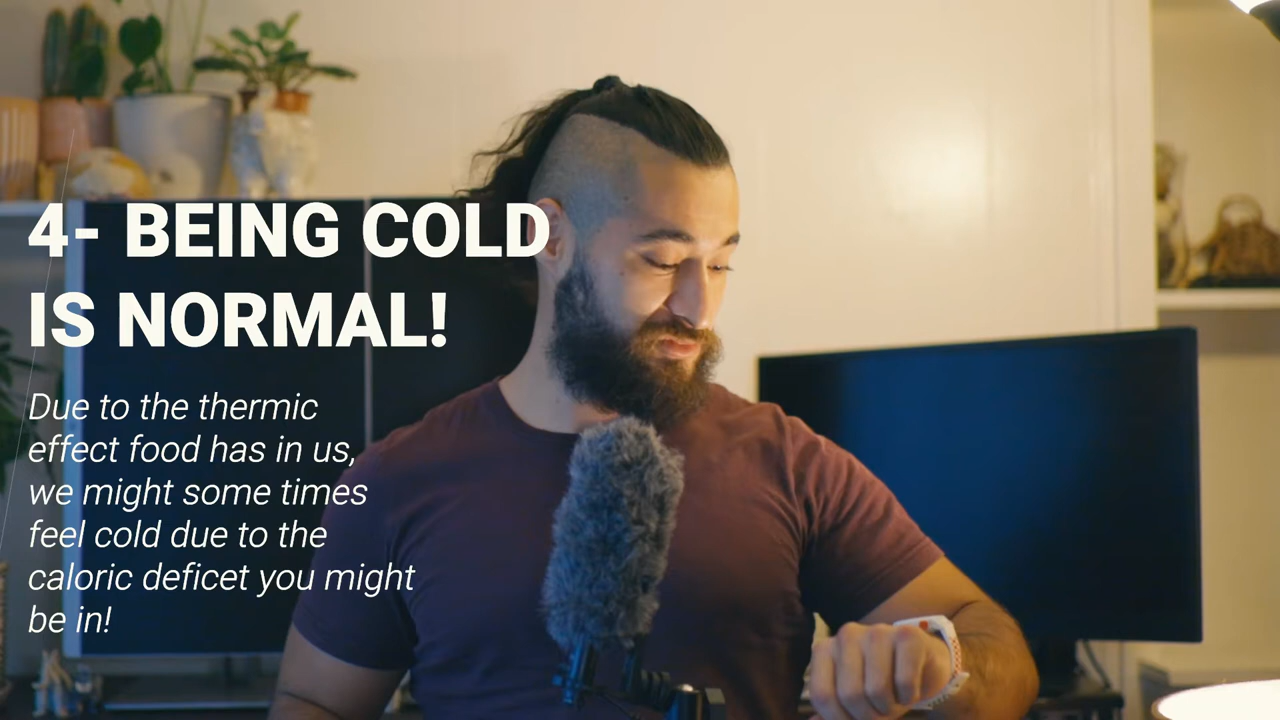 4- BEING COLD
IS NORMAL!
Due to the thermic
effect food has in us,
we might some times
feel cold due to the
caloric deficet you might
be in!